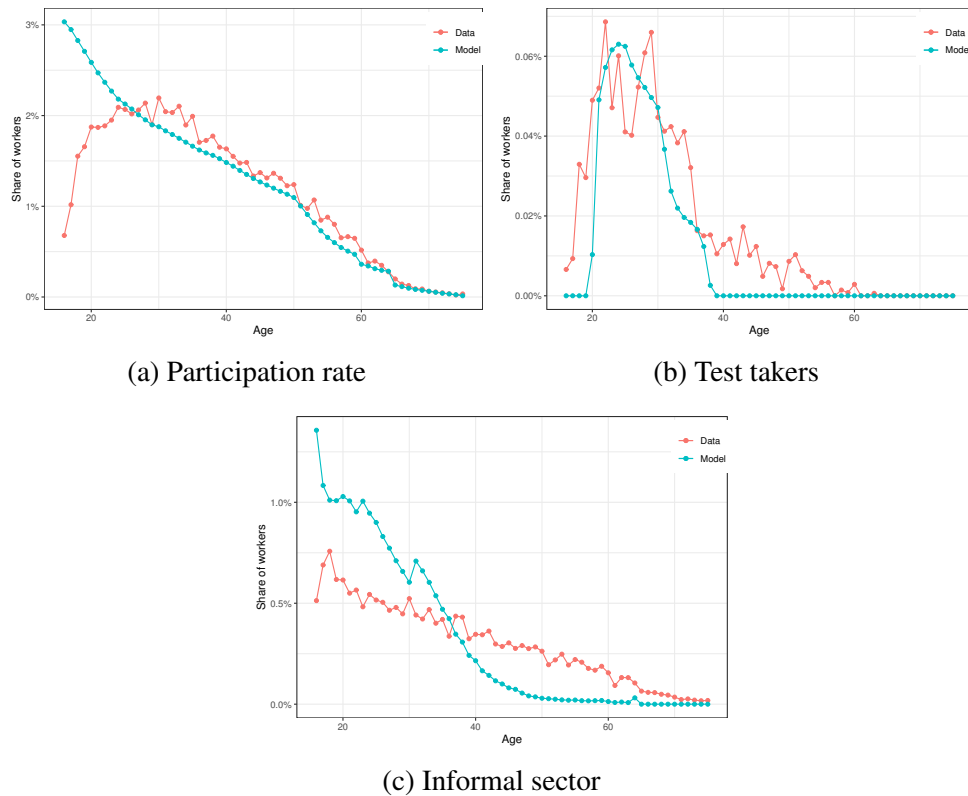 3%
2%
1%
0%
Share of workers
20
40
60
Age
Data
Model
(a) Participation rate
0.06%
0.04%
0.02%
0.00%
Share of workers
20
40
60
Age
Data
Model
(b) Test takers
1.0%
0.5%
0.0%
Share of workers
20
40
60
Age
Data
Model
(c) Informal sector